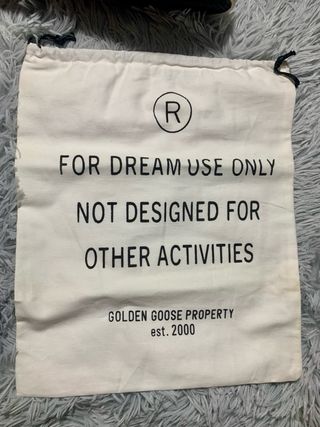 R
FOR DREAM USE ONLY
NOT DESIGNED FOR
OTHER ACTIVITIES
GOLDEN GOOSE PROPERTY
est. 2000